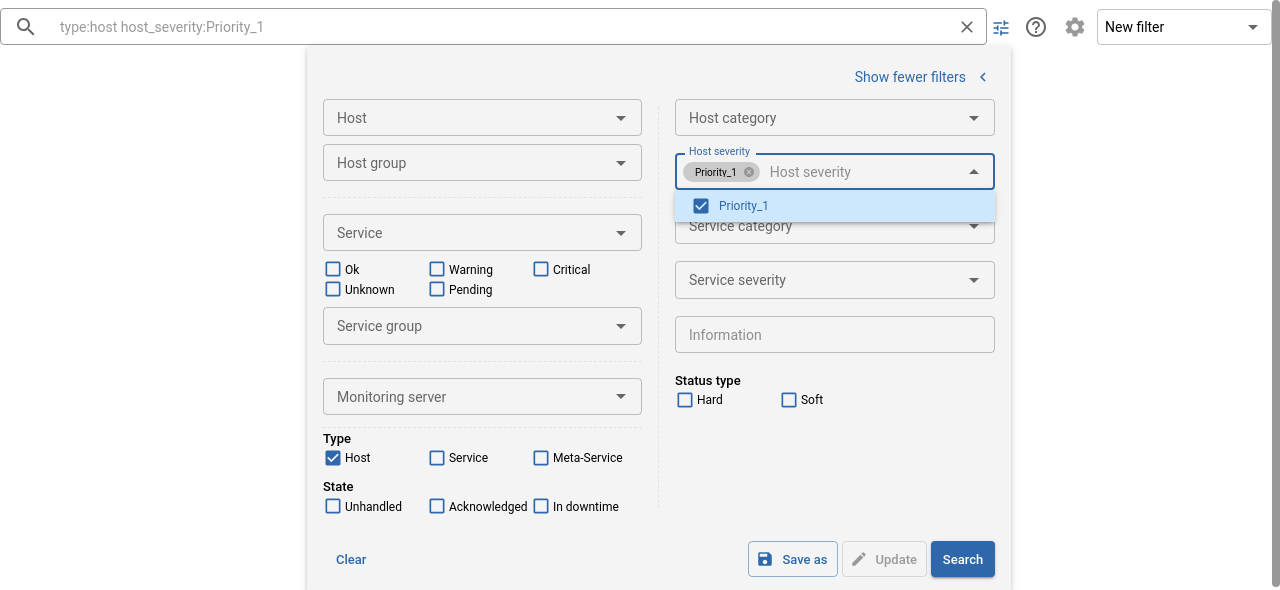 type:host host_severity:Priority_1
New filter
Show fewer filters
Host
Host group
Service
Ok
Warning
Critical
Unknown
Pending
Service group
Monitoring server
Type
Host
Service
Meta-Service
State
Unhandled
Acknowledged
In downtime
Host category
Host severity
Priority_1
Host severity
Priority_1
Service category
Service severity
Information
Status type
Hard
Soft
Clear
Save as
Update
Search